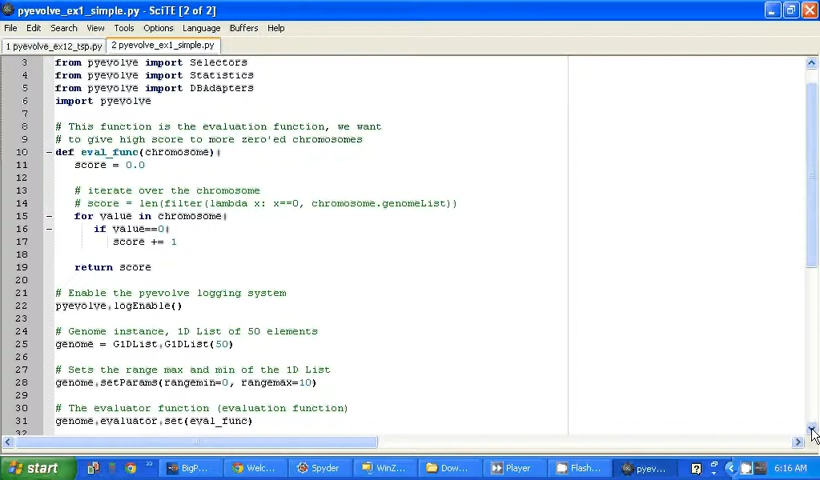 pyevolve_ex1_simple.py - SciTE [2 of 2]
File Edit Search View Tools Options Language Buffers Help
1 pyevolve_ex12_tsp.py 2 pyevolve_ex1_simple.py
3 from pyevolve import Selectors
4 from pyevolve import Statistics
5 from pyevolve import DBAdapters
6 import pyevolve
7
8 # This function is the evaluation function, we want
9 # to give high score to more zero'ed chromosomes
10 def eval_func(chromosome):
11 score = 0.0
12
13 # iterate over the chromosome
14 # score = len(filter(lambda x: x==0, chromosome.genomeList))
15 for value in chromosome:
16 if value==0:
17 score += 1
18
19 return score
20
21 # Enable the pyevolve logging system
22 pyevolve.logEnable()
23
24 # Genome instance, 1D List of 50 elements
25 genome = G1DList.G1DList(50)
26
27 # Sets the range max and min of the 1D List
28 genome.setParams(rangemin=0, rangemax=10)
29
30 # The evaluator function (evaluation function)
31 genome.evaluator.set(eval_func)
32
start BigP... Welc... Spyder WinZ... Dow... Player Flash... pyev... 6:16 AM